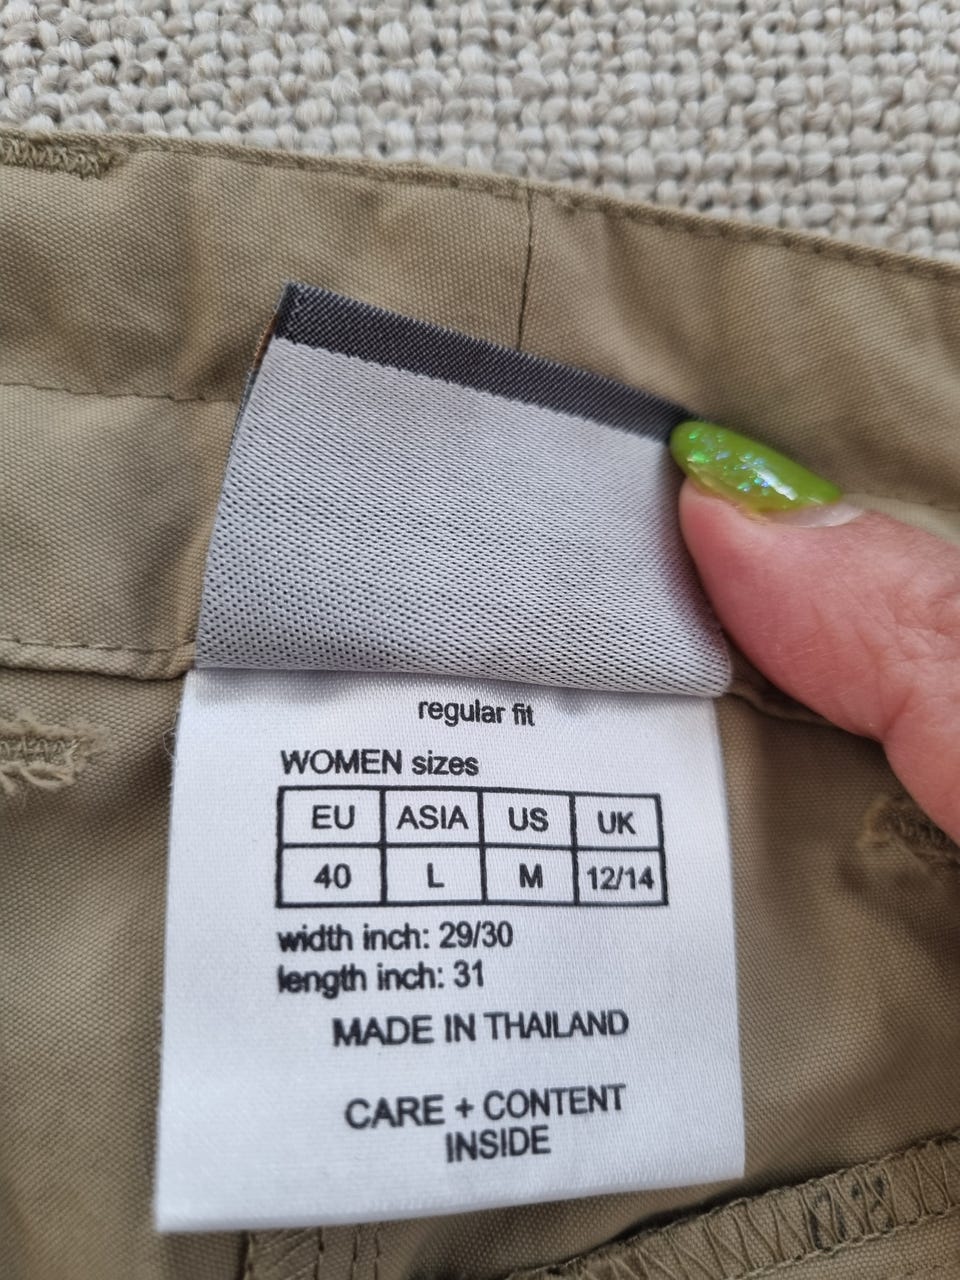 regular fit
WOMEN sizes
EU ASIA US UK
40 L M 12/14
width inch: 29/30
length inch: 31
MADE IN THAILAND
CARE + CONTENT
INSIDE